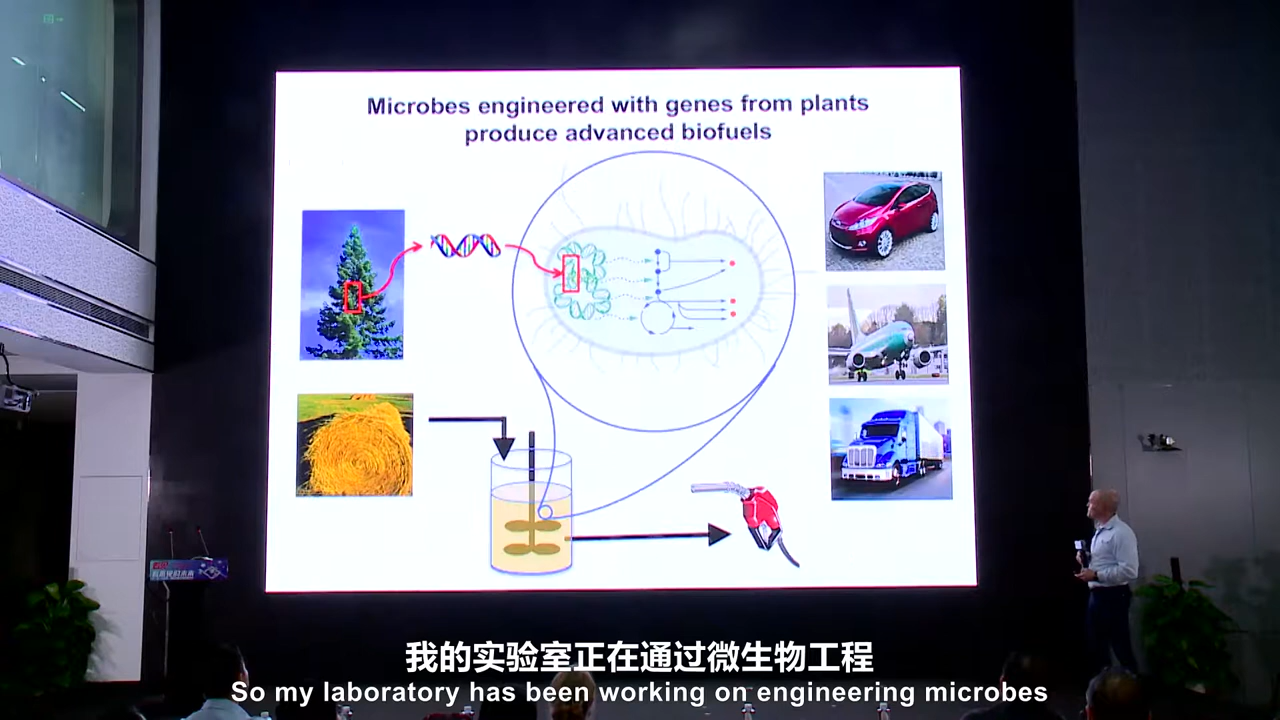 Microbes engineered with genes from plants
produce advanced biofuels
我的实验室正在通过微生物工程
So my laboratory has been working on engineering microbes